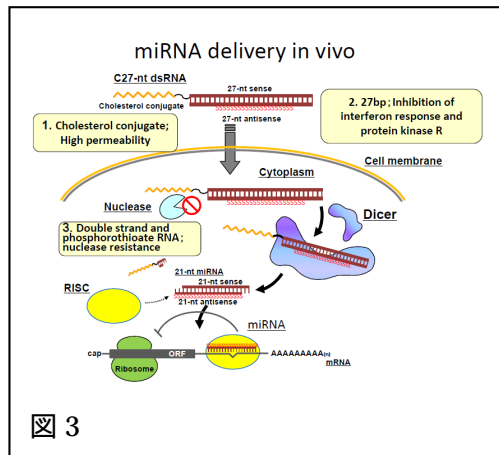 miRNA delivery in vivo
C27-nt dsRNA
27-nt sense
Cholesterol conjugate
27-nt antisense
1. Cholesterol conjugate;
High permeability
2. 27bp; Inhibition of
interferon response and
protein kinase R
Cell membrane
Cytoplasm
Nuclease
Dicer
3. Double strand and
phosphorothioate RNA;
nuclease resistance
21-nt miRNA
21-nt sense
RISC
21-nt antisense
miRNA
cap
ORF
AAAAAAAAA(n)
mRNA
Ribosome
図 3